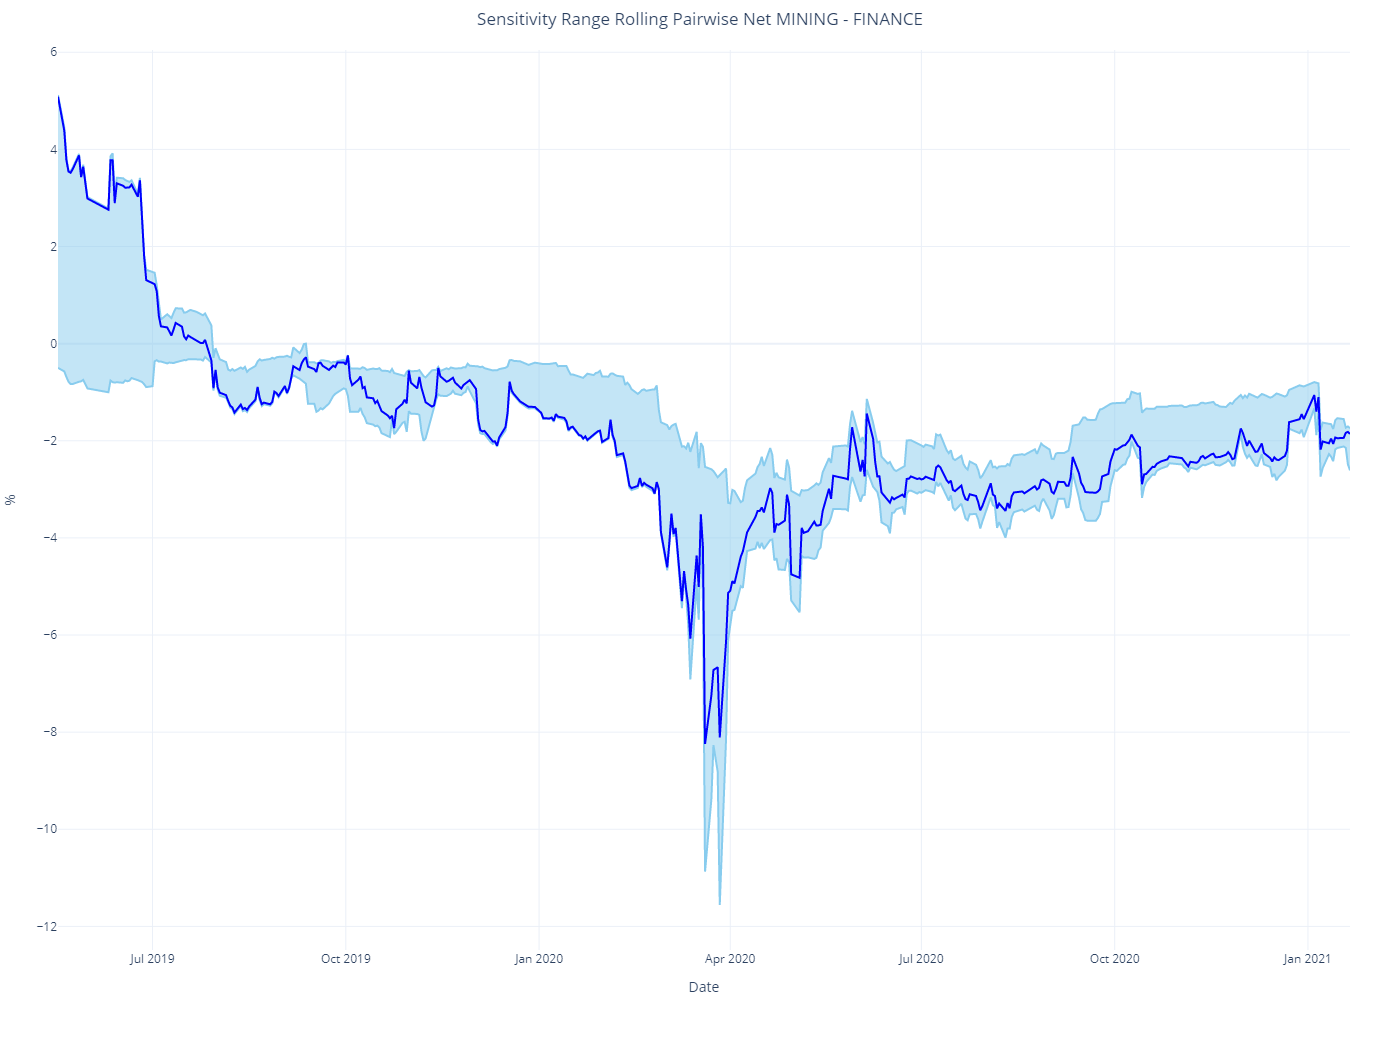 Sensitivity Range Rolling Pairwise Net MINING - FINANCE
6
4
2
0
−2
−4
−6
−8
−10
−12
%
Jul 2019
Oct 2019
Jan 2020
Apr 2020
Jul 2020
Oct 2020
Jan 2021
Date